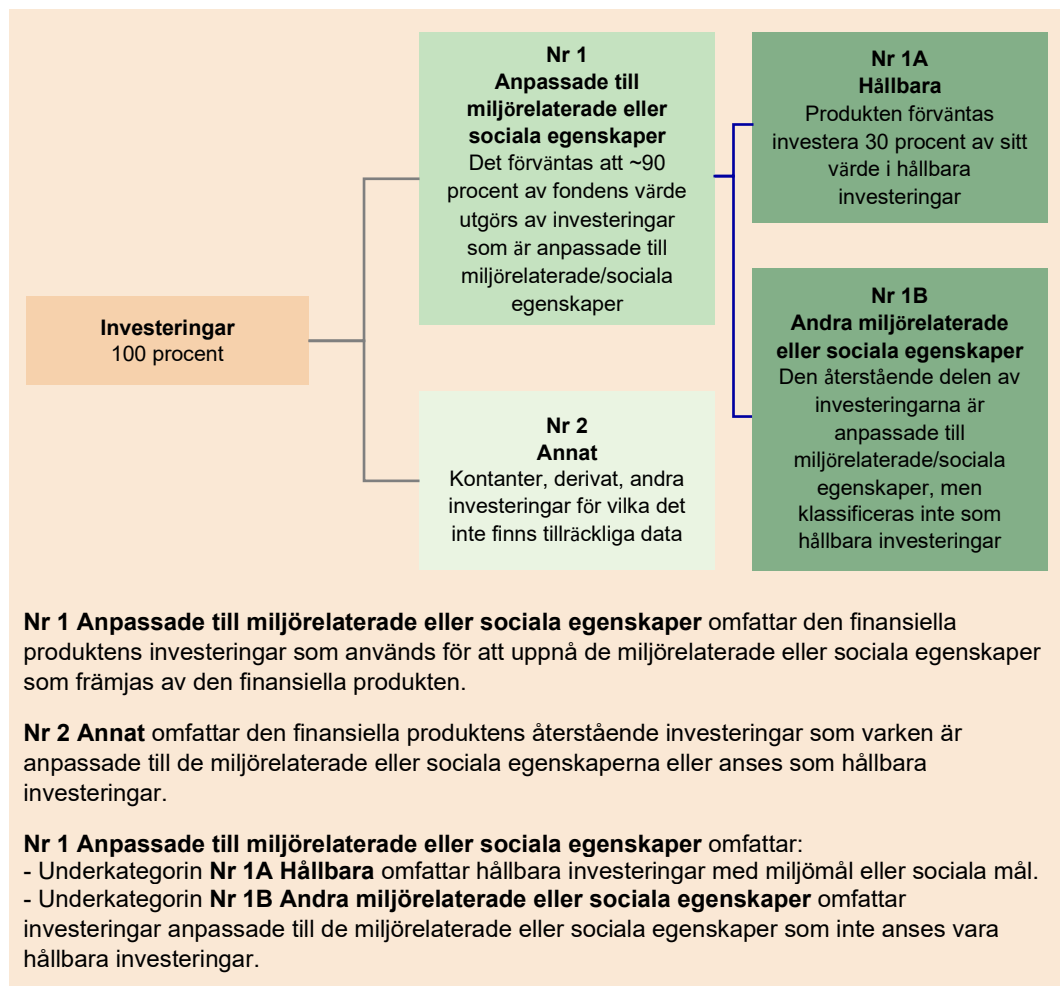 Nr 1
Anpassade till
miljörelaterade eller
sociala egenskaper
Det förväntas att ~90
procent av fondens värde
utgörs av investeringar
som är anpassade till
miljörelaterade/sociala
egenskaper
Nr 1A
Hållbara
Produkten förväntas
investera 30 procent av sitt
värde i hållbara
investeringar
Investeringar
100 procent
Nr 1B
Andra miljörelaterade
eller sociala egenskaper
Den återstående delen av
investeringarna är
anpassade till
miljörelaterade/sociala
egenskaper, men
klassificeras inte som
hållbara investeringar
Nr 2
Annat
Kontanter, derivat, andra
investeringar för vilka det
inte finns tillräckliga data
Nr 1 Anpassade till miljörelaterade eller sociala egenskaper omfattar den finansiella
produktens investeringar som används för att uppnå de miljörelaterade eller sociala egenskaper
som främjas av den finansiella produkten.
Nr 2 Annat omfattar den finansiella produktens återstående investeringar som varken är
anpassade till de miljörelaterade eller sociala egenskaperna eller anses som hållbara
investeringar.
Nr 1 Anpassade till miljörelaterade eller sociala egenskaper omfattar:
- Underkategorin Nr 1A Hållbara omfattar hållbara investeringar med miljömål eller sociala mål.
- Underkategorin Nr 1B Andra miljörelaterade eller sociala egenskaper omfattar
investeringar anpassade till de miljörelaterade eller sociala egenskaper som inte anses vara
hållbara investeringar.